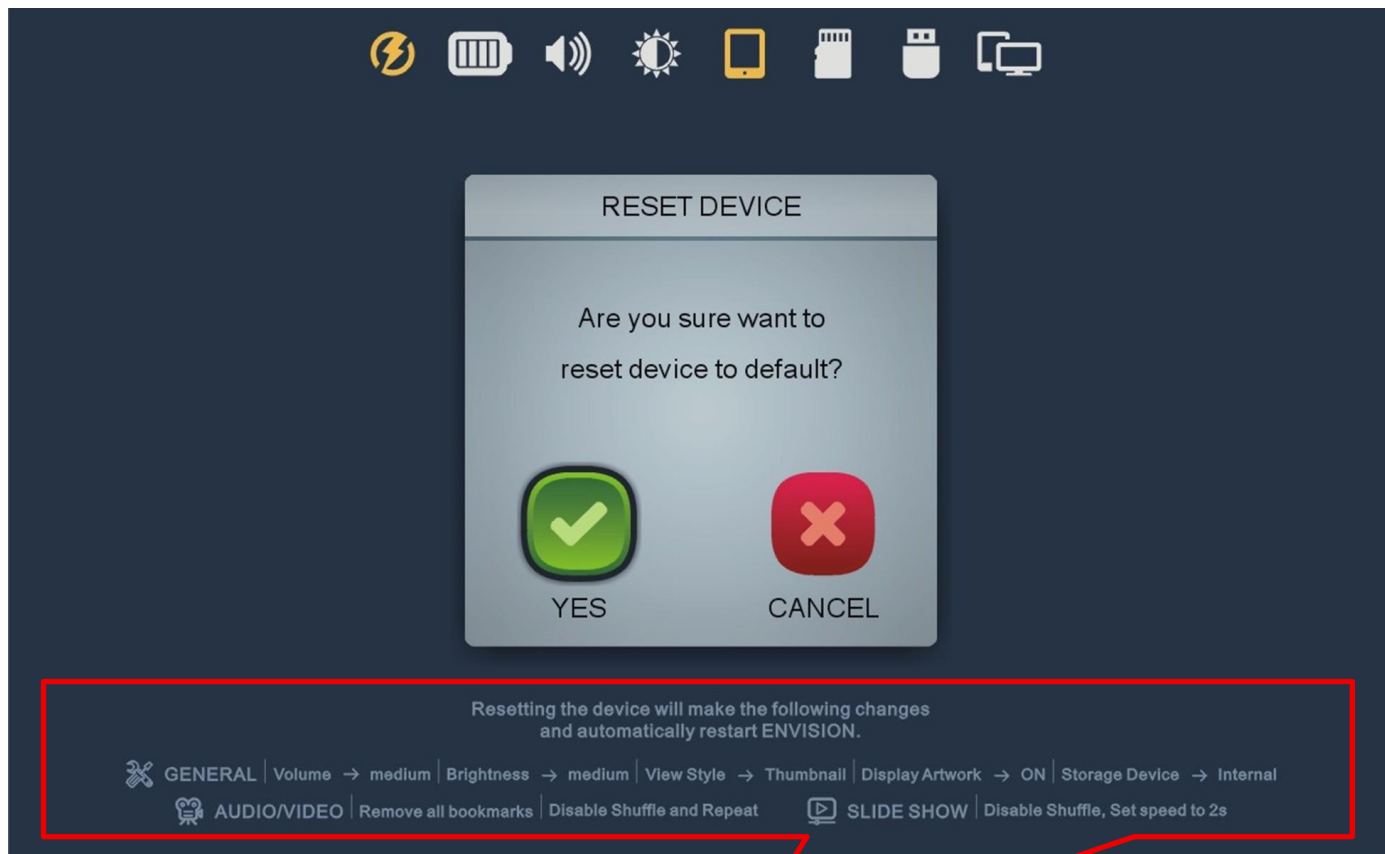 RESET DEVICE
Are you sure want to
reset device to default?
YES CANCEL
Resetting the device will make the following changes
and automatically restart ENVISION.
GENERAL | Volume → medium | Brightness → medium | View Style → Thumbnail | Display Artwork → ON | Storage Device → Internal
AUDIO/VIDEO | Remove all bookmarks | Disable Shuffle and Repeat SLIDE SHOW | Disable Shuffle, Set speed to 2s